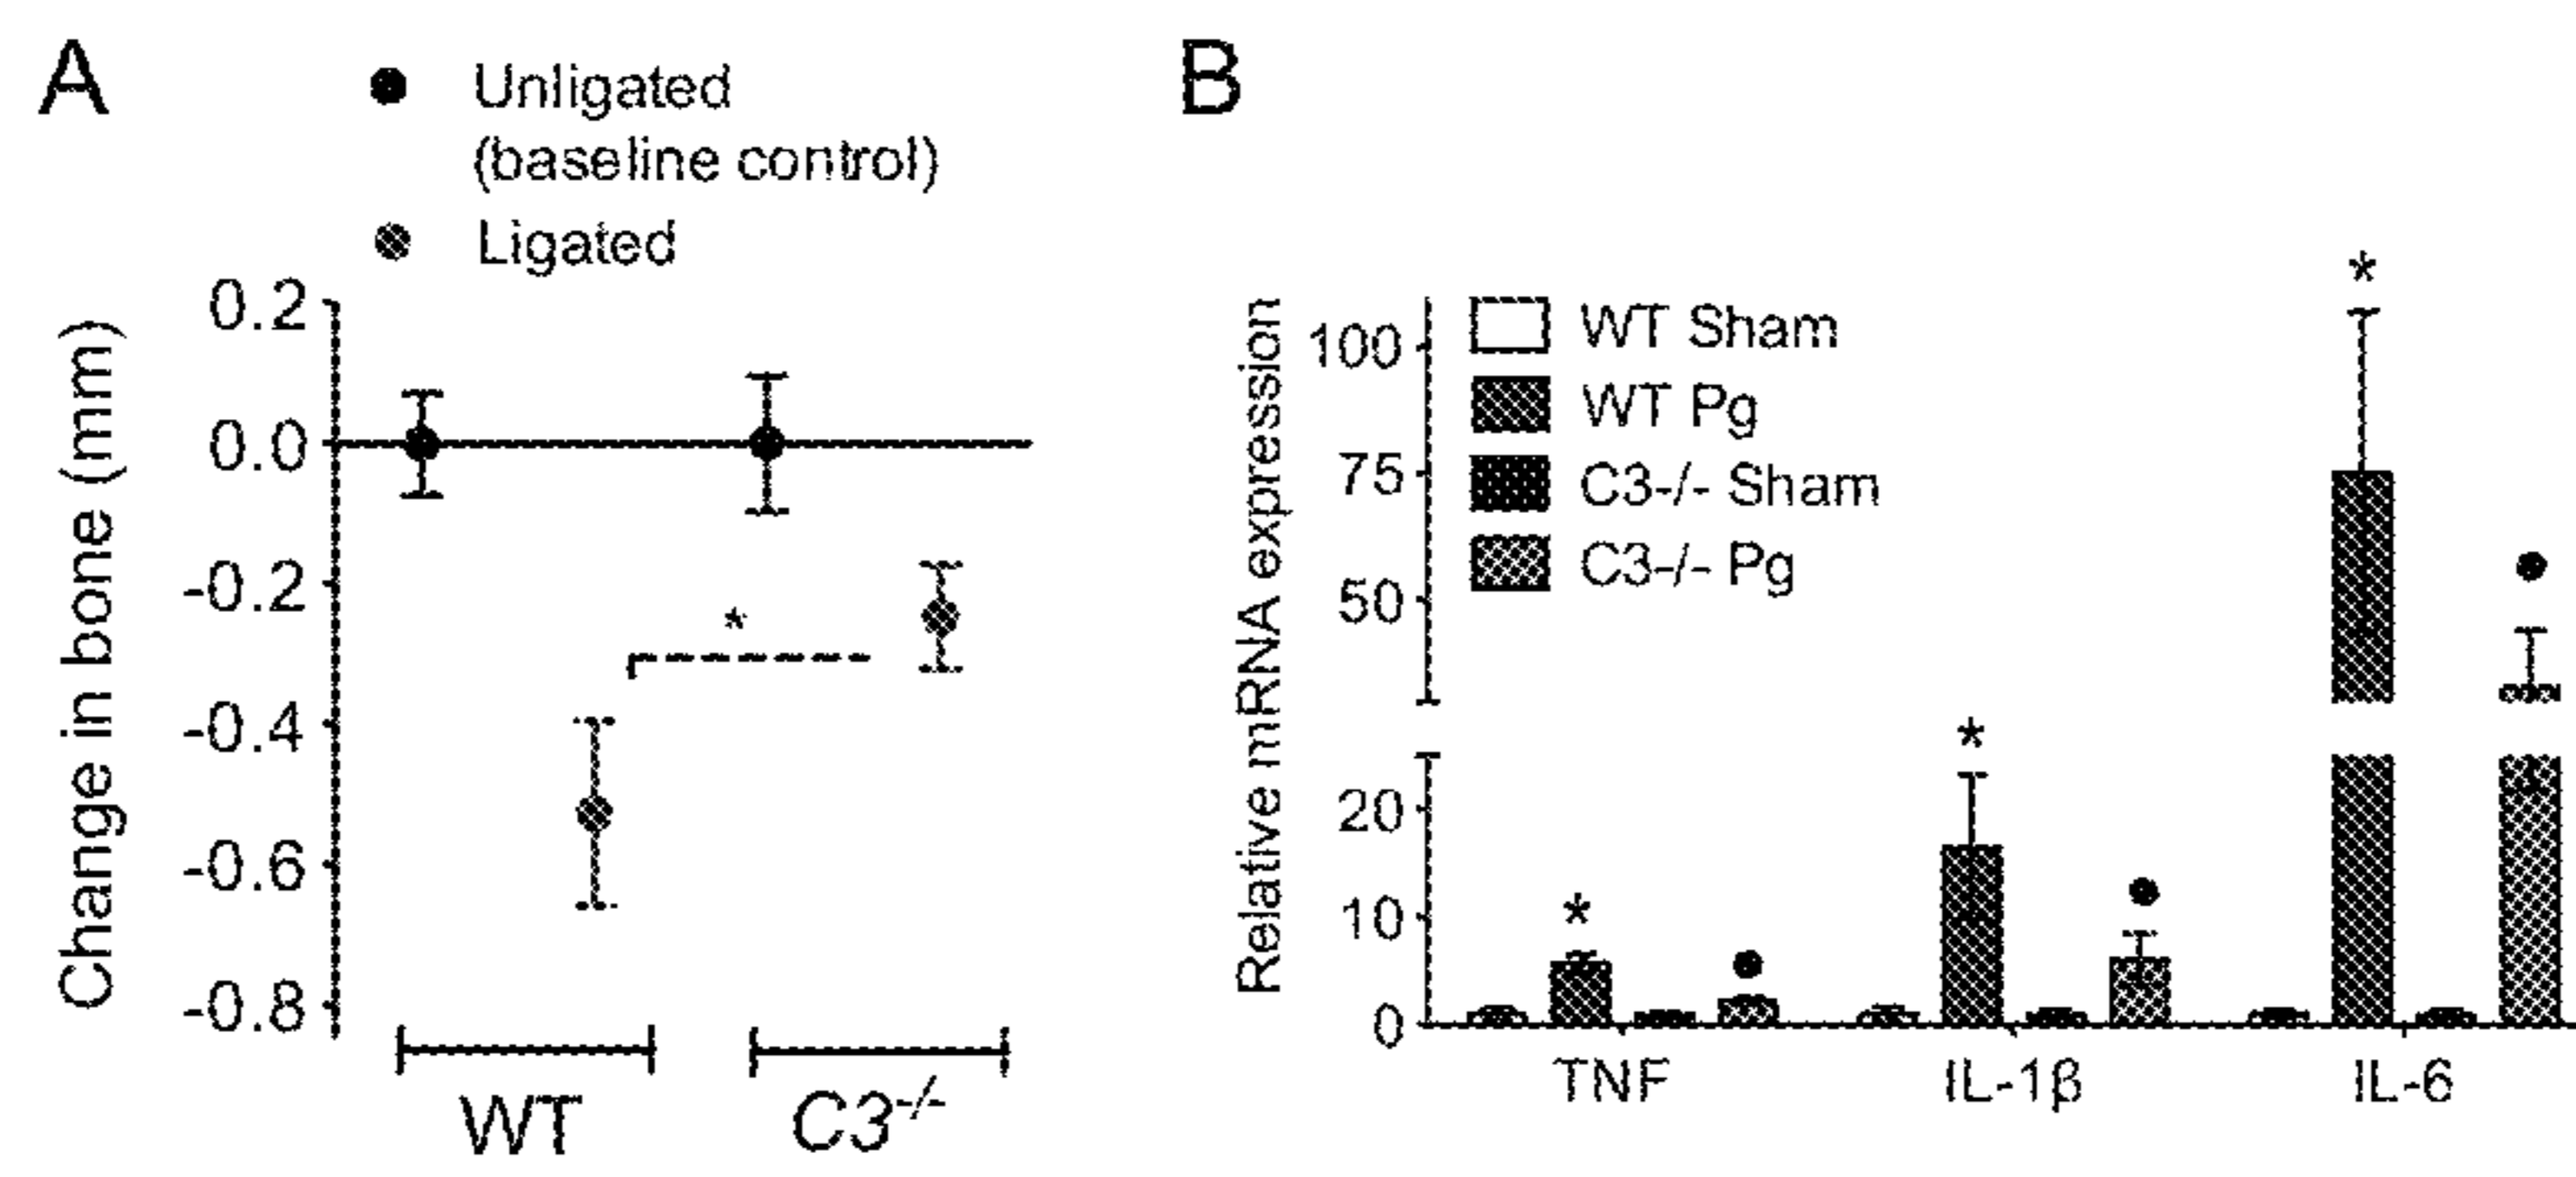 A
Unligated
(baseline control)
Ligated
Change in bone (mm)
0.2
0.0
-0.2
-0.4
-0.6
-0.8
*
WT
C3-/-
B
Relative mRNA expression
100
75
50
20
10
0
WT Sham
WT Pg
C3-/- Sham
C3-/- Pg
*
*
*
TNF
IL-1β
IL-6